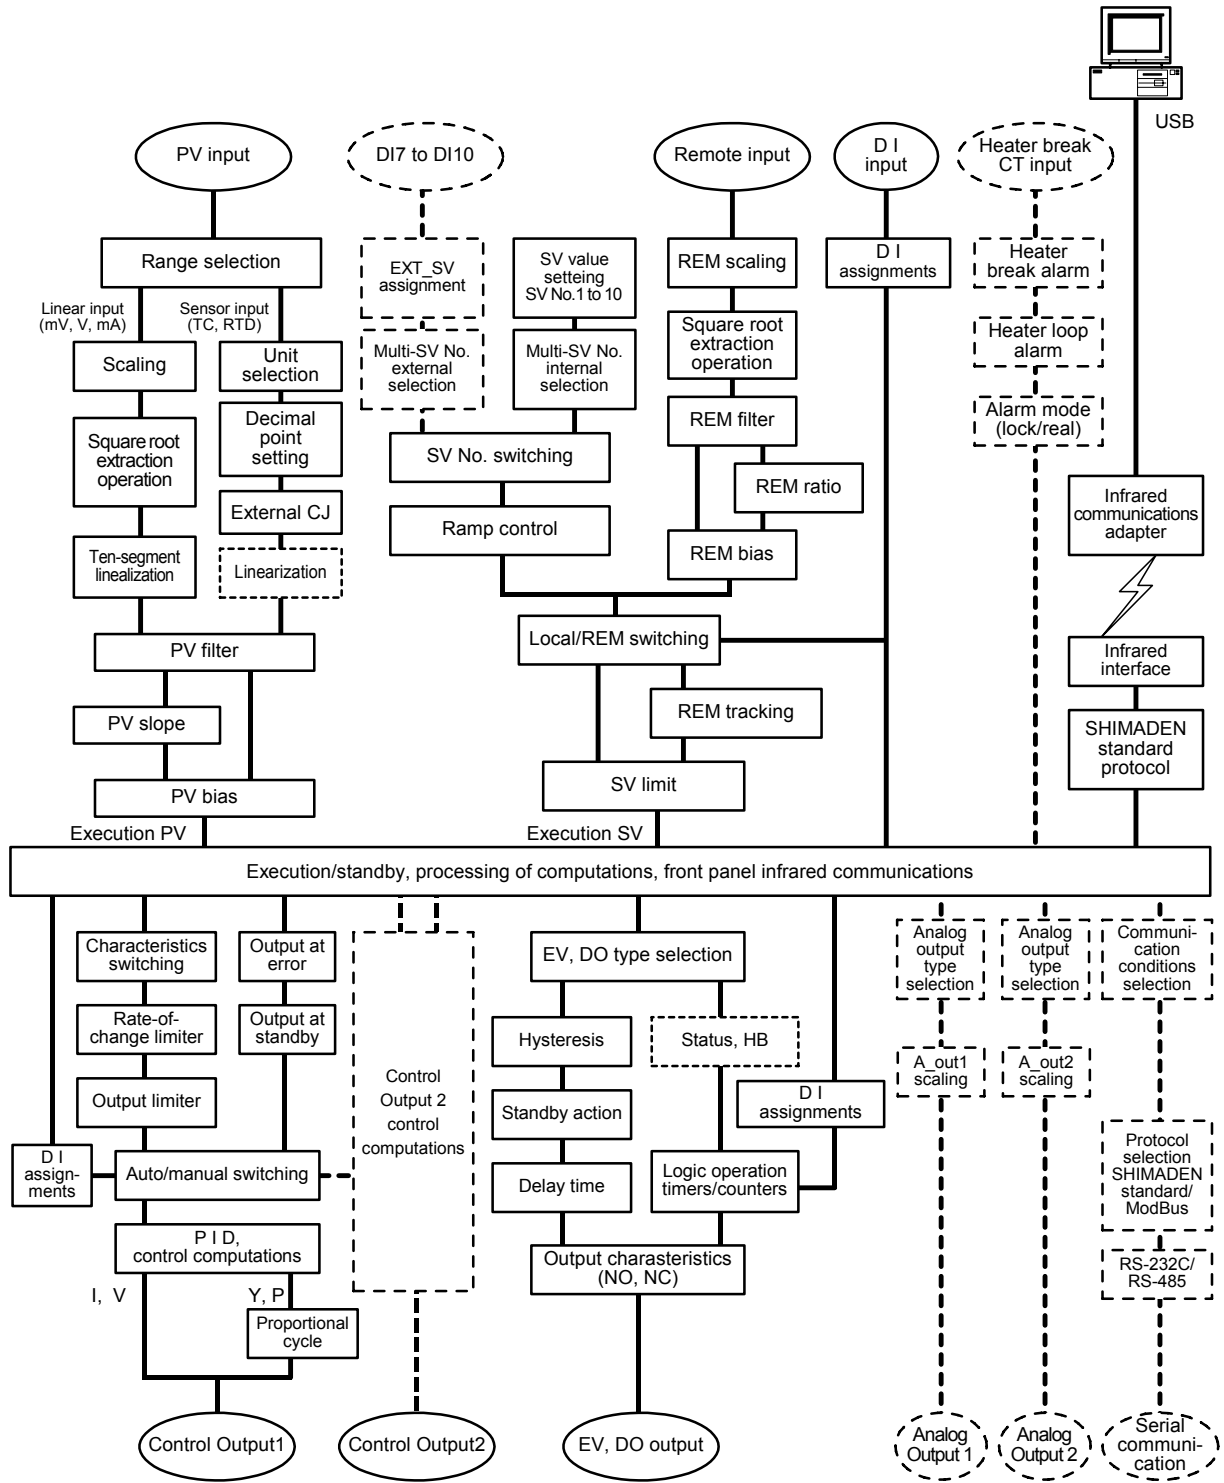 USB
PV input
DI7 to DI10
Remote input
D I
input
Heater break
CT input
Range selection
EXT_SV
assignment
SV value
setteing
SV No.1 to 10
REM scaling
D I
assignments
Heater
break alarm
Linear input
(mV, V, mA)
Sensor input
(TC, RTD)
Scaling
Unit
selection
Multi-SV No.
external
selection
Multi-SV No.
internal
selection
Square root
extraction
operation
Heater loop
alarm
Square root
extraction
operation
Decimal
point
setting
SV No. switching
REM filter
Alarm mode
(lock/real)
REM ratio
External CJ
Ramp control
Infrared
communications
adapter
Ten-segment
linealization
Linearization
REM bias
PV filter
Local/REM switching
Infrared
interface
PV slope
REM tracking
SHIMADEN
standard
protocol
PV bias
SV limit
Execution PV
Execution SV
Execution/standby, processing of computations, front panel infrared communications
Characteristics
switching
Output at
error
EV, DO type selection
Analog
output
type
selection
Analog
output
type
selection
Communi-
cation
conditions
selection
Rate-of-
change limiter
Output at
standby
Hysteresis
Status, HB
A_out1
scaling
A_out2
scaling
Control
Output 2
control
computations
Output limiter
Standby action
D I
assignments
D I
assign-
ments
Auto/manual switching
Delay time
Logic operation
timers/counters
Protocol
selection
SHIMADEN
standard/
ModBus
P I D,
control computations
Output charasteristics
(NO, NC)
RS-232C/
RS-485
I, V
Y, P
Proportional
cycle
Control Output1
Control Output2
EV, DO output
Analog
Output 1
Analog
Output 2
Serial
communi-
cation